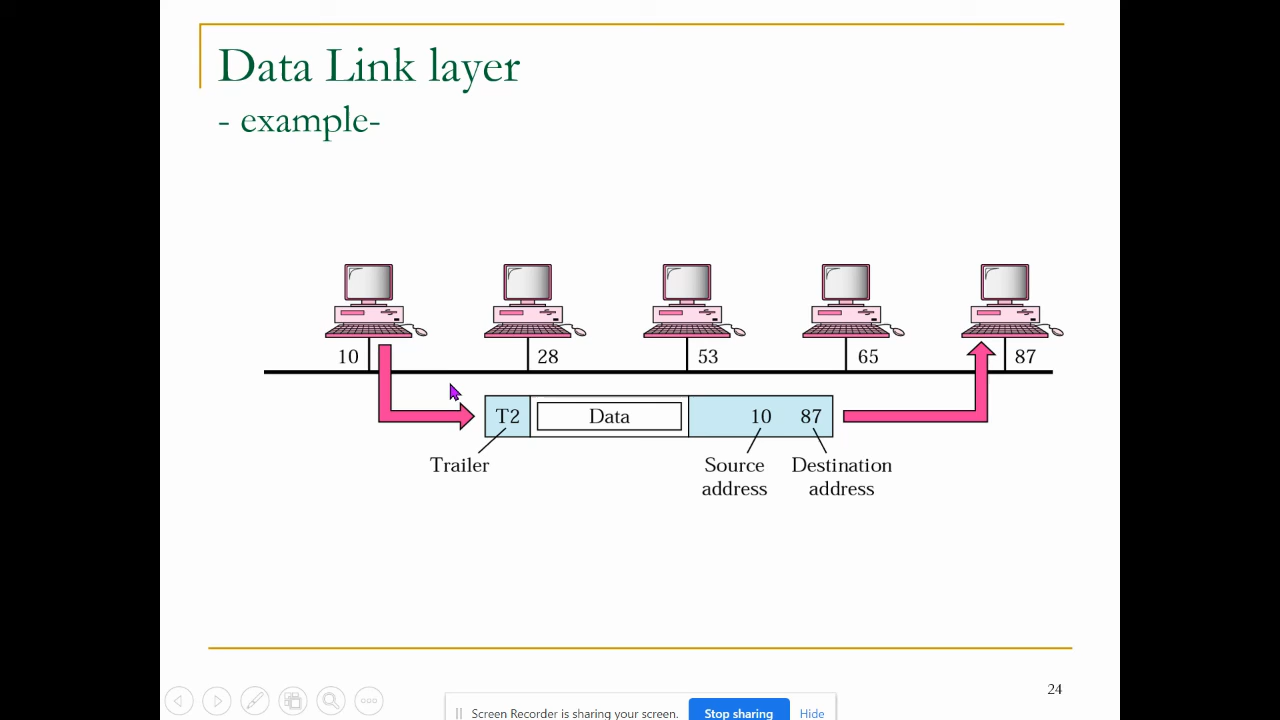 Data Link layer
- example-
10
28
53
65
87
T2
Data
10
87
Trailer
Source address
Destination address
24
Screen Recorder is sharing your screen.
Stop sharing
Hide